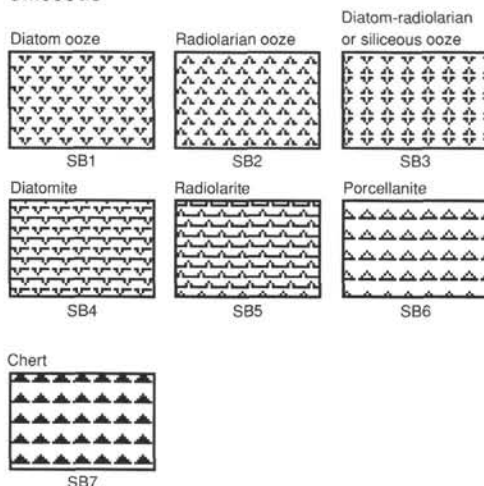 Diatom ooze
Radiolarian ooze
Diatom-radiolarian
or siliceous ooze
SB1
SB2
SB3
Diatomite
Radiolarite
Porcellanite
SB4
SB5
SB6
Chert
SB7